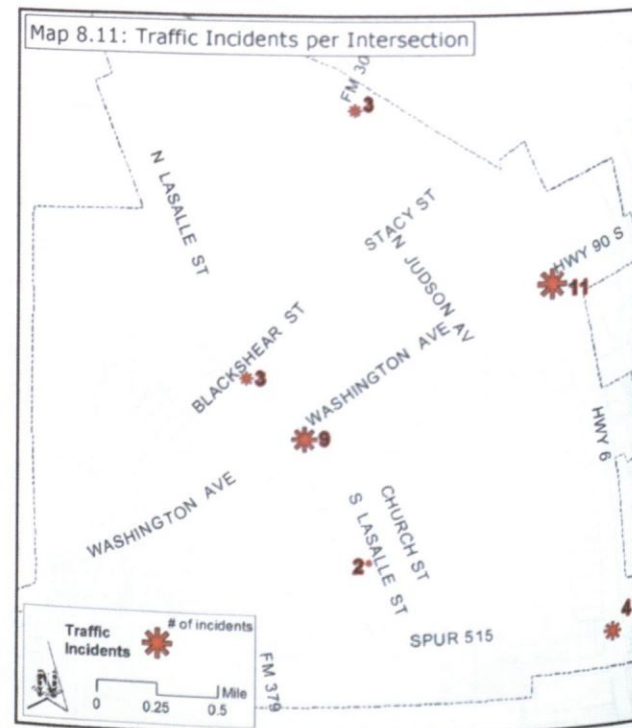 Map 8.11: Traffic Incidents per Intersection
FM 30
3
N LASALLE ST
STACY ST
N JUDSON AV
HWY 90 S
11
BLACKSHEAR ST
3
WASHINGTON AVE
9
HWY 6
WASHINGTON AVE
CHURCH ST
S LASALLE ST
2
4
SPUR 515
FM 379
Traffic
Incidents
# of incidents
Mile
0 0.25 0.5